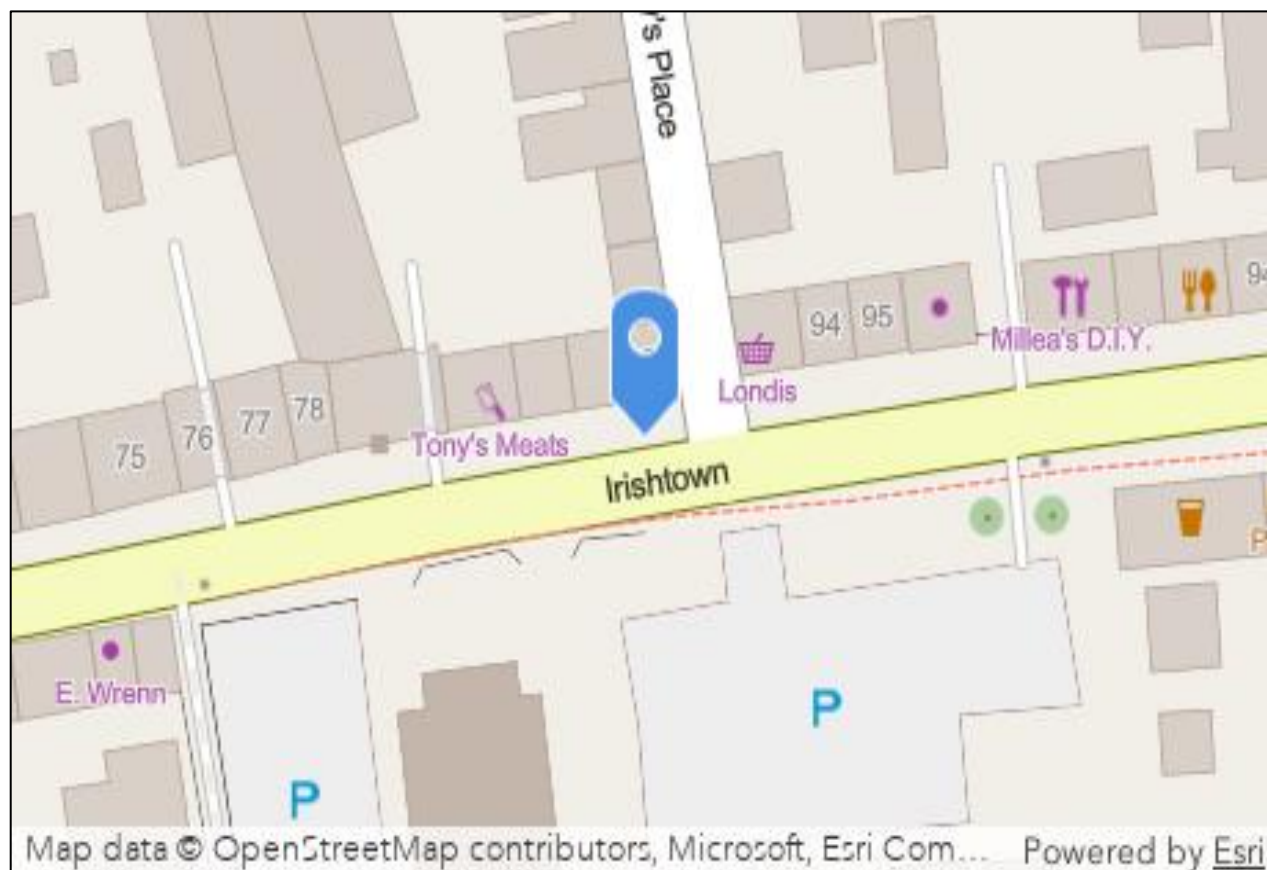 y's Place
94
95
94
Millea's D.I.Y.
Londis
78
77
76
75
Tony's Meats
Irishtown
P
E. Wrenn
P
P
Map data © OpenStreetMap contributors, Microsoft, Esri Com... Powered by Esri